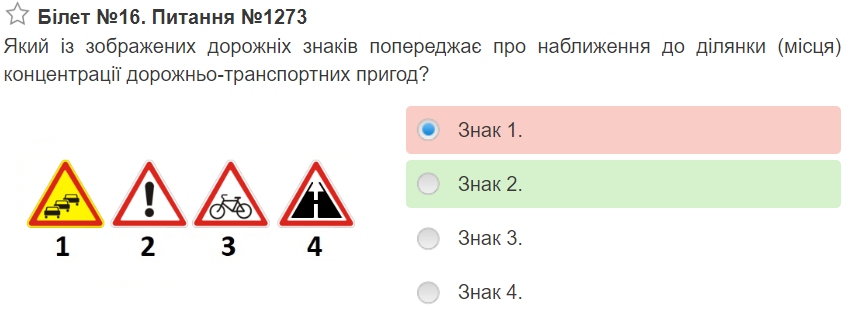 Білет №16. Питання №1273
Який із зображених дорожніх знаків попереджає про наближення до ділянки (місця)
концентрації дорожньо-транспортних пригод?
Знак 1.
Знак 2.
Знак 3.
Знак 4.
1 2 3 4